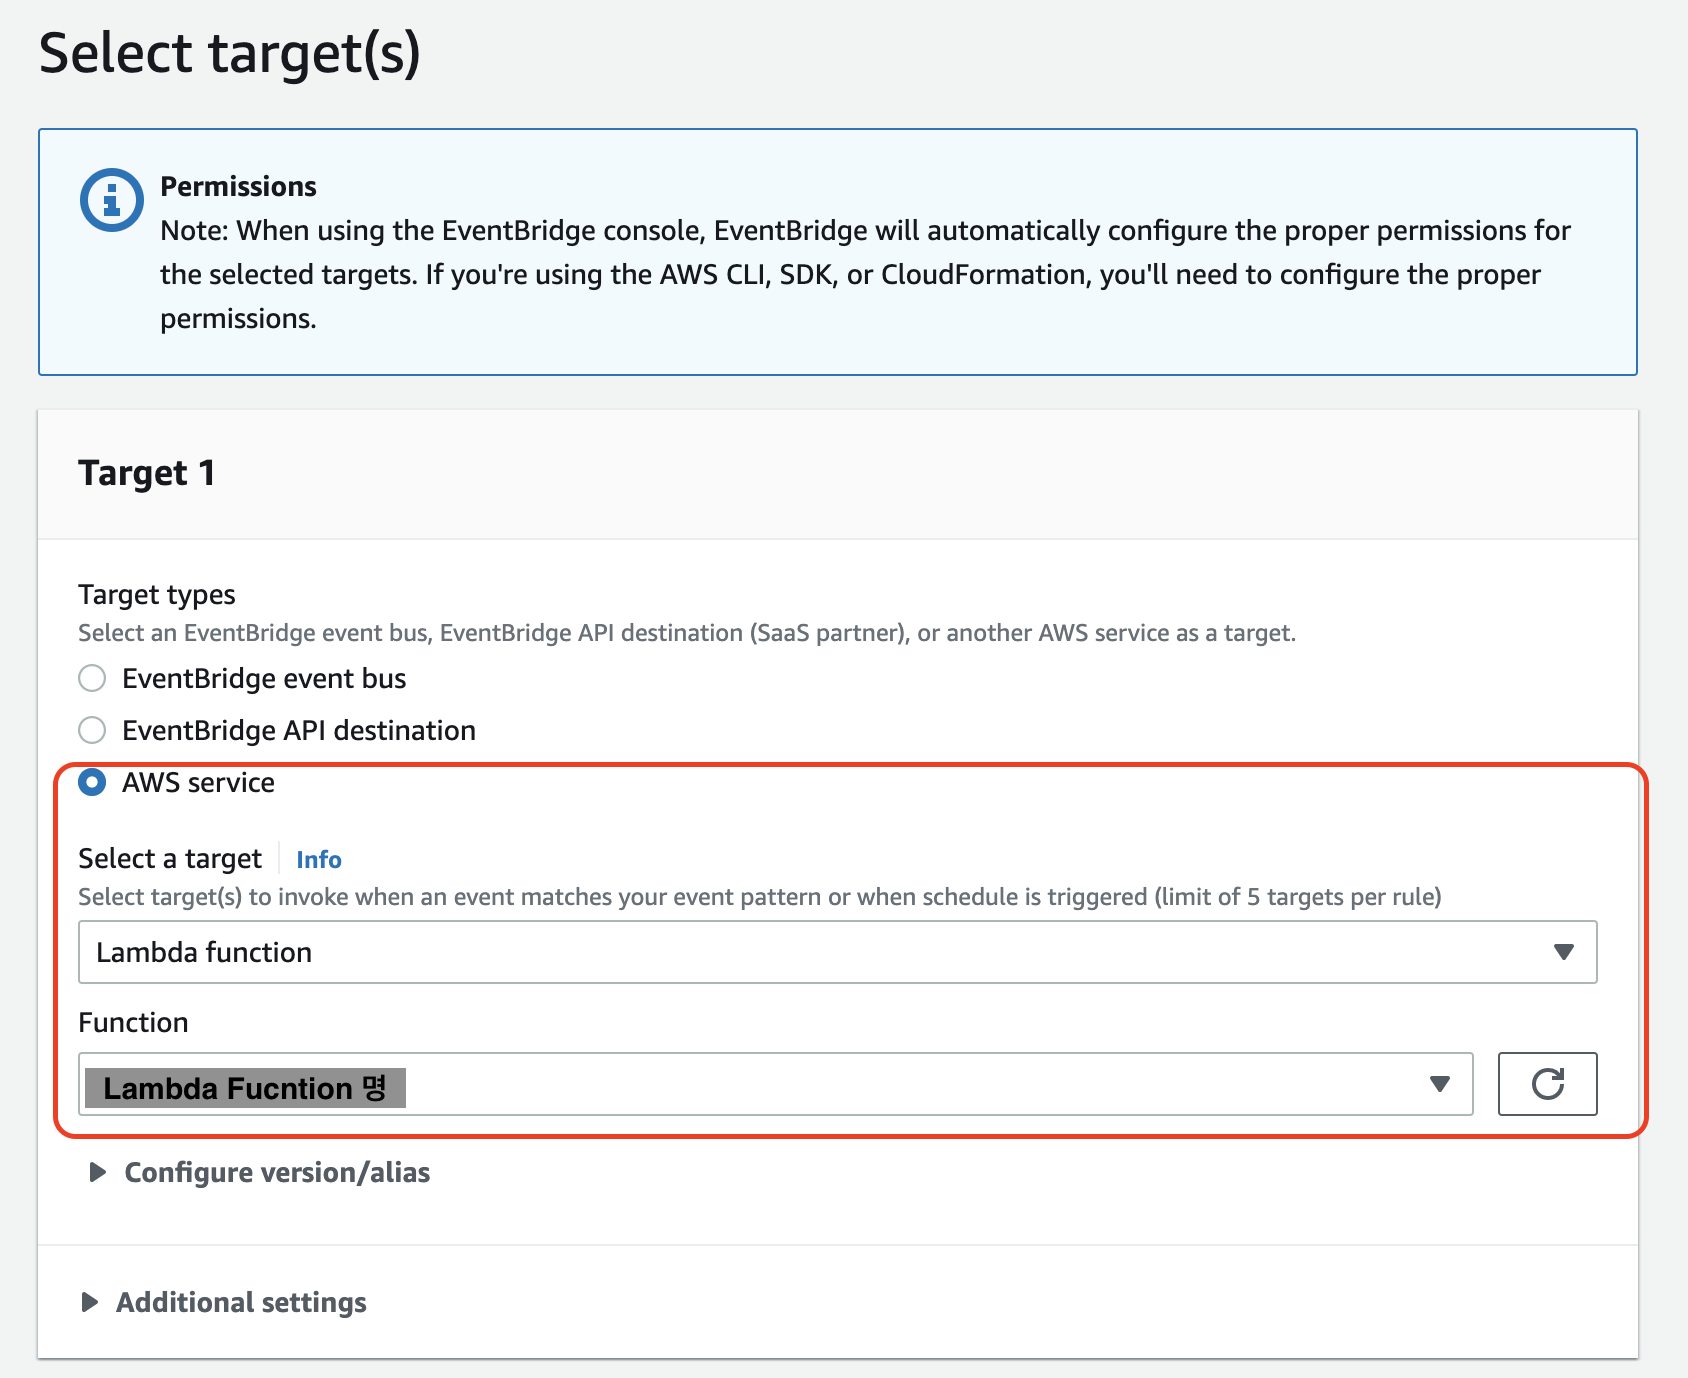 Select target(s)
Permissions
Note: When using the EventBridge console, EventBridge will automatically configure the proper permissions for
the selected targets. If you're using the AWS CLI, SDK, or CloudFormation, you'll need to configure the proper
permissions.
Target 1
Target types
Select an EventBridge event bus, EventBridge API destination (SaaS partner), or another AWS service as a target.
EventBridge event bus
EventBridge API destination
AWS service
Select a target Info
Select target(s) to invoke when an event matches your event pattern or when schedule is triggered (limit of 5 targets per rule)
Lambda function
Function
Lambda Fucntion 명
Configure version/alias
Additional settings